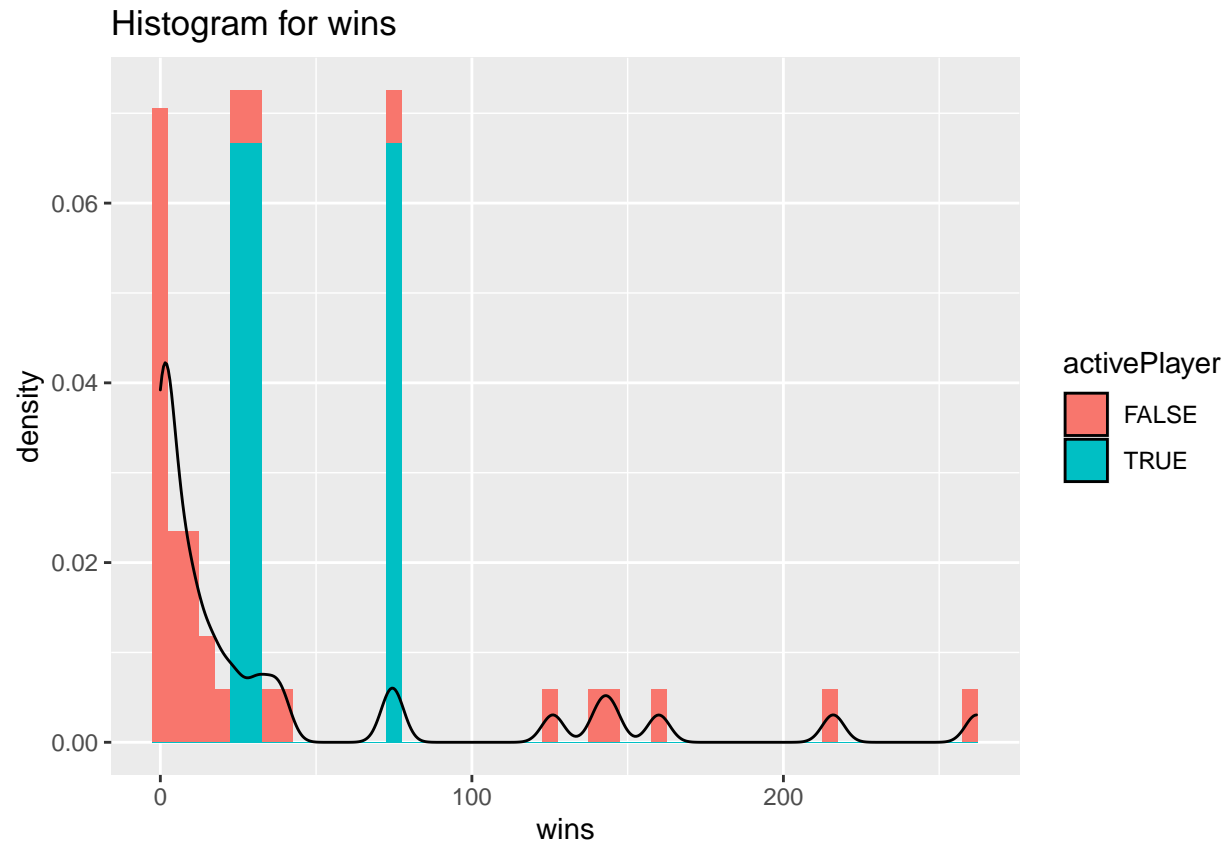 Histogram for wins
0.06
0.04
0.02
0.00
density
0
100
200
wins
activePlayer
FALSE
TRUE